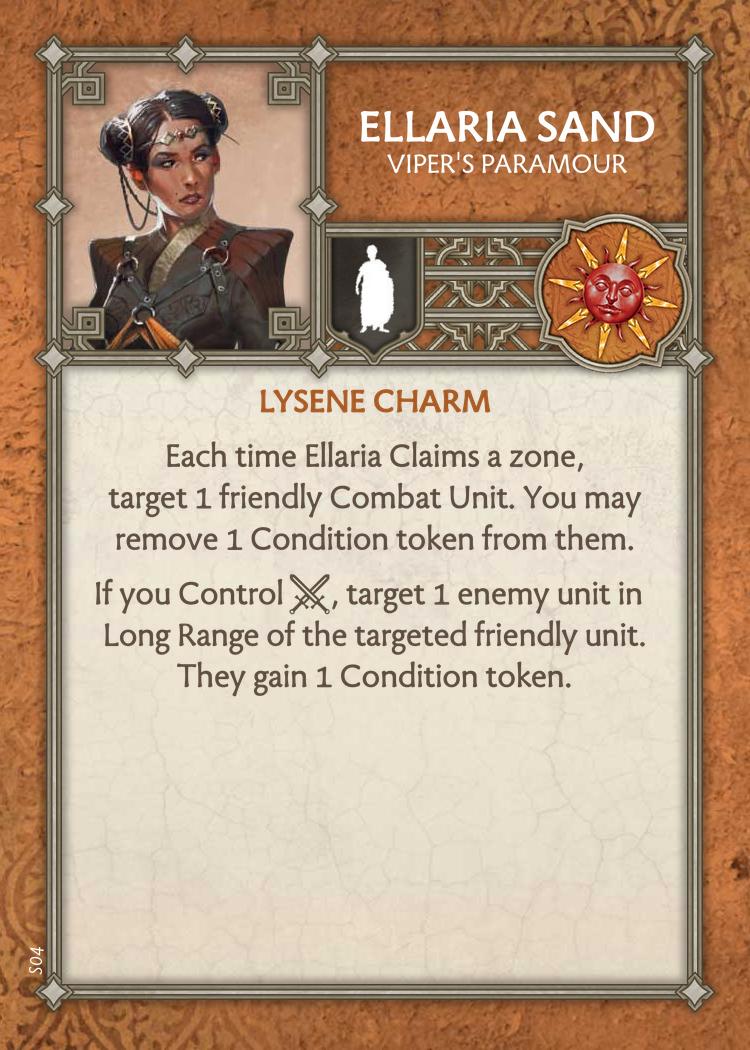 ELLARIA SAND
VIPER'S PARAMOUR
LYSENE CHARM
Each time Ellaria Claims a zone,
target 1 friendly Combat Unit. You may
remove 1 Condition token from them.
If you Control , target 1 enemy unit in
Long Range of the targeted friendly unit.
They gain 1 Condition token.
S04